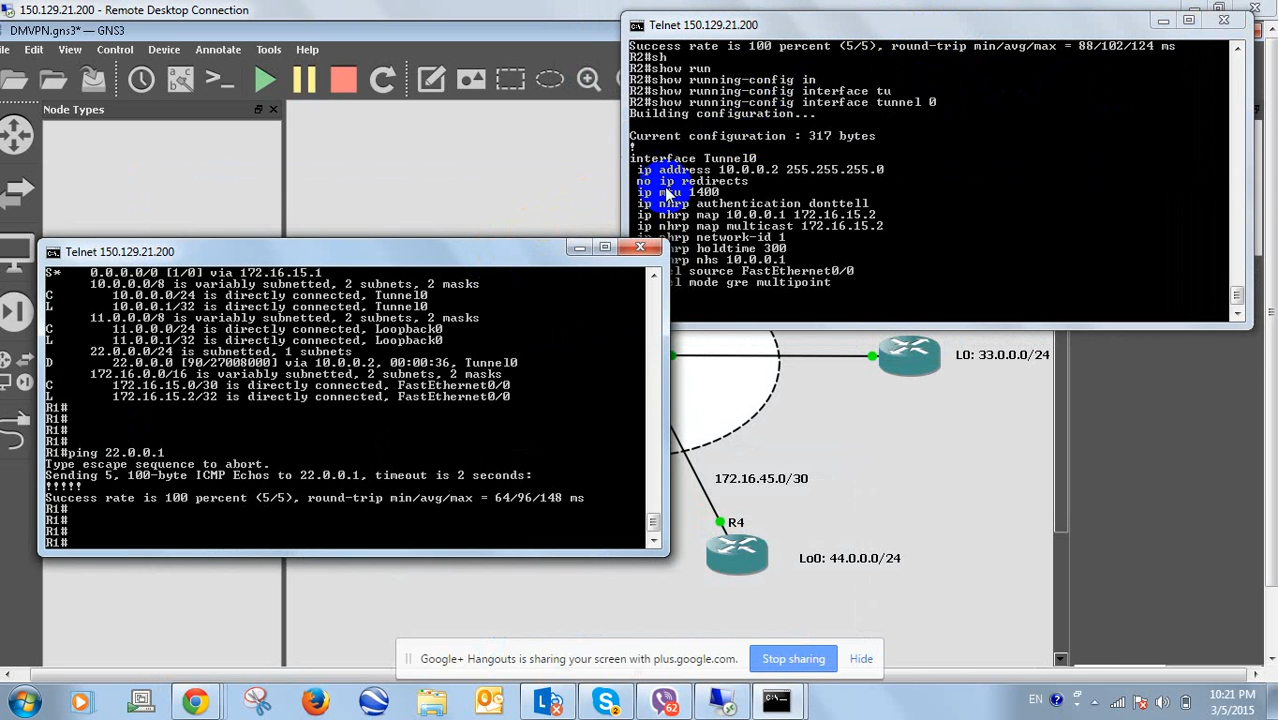 150.129.21.200 - Remote Desktop Connection
DMVPN.gns3* — GNS3
Edit
View
Control
Device
Annotate
Tools
Help
Node Types
Telnet 150.129.21.200
Success rate is 100 percent (5/5), round-trip min/avg/max = 88/102/124 ms
R2#sh
R2#show run
R2#show running-config in
R2#show running-config interface tu
R2#show running-config interface tunnel 0
Building configuration...
Current configuration : 317 bytes
!
interface Tunnel0
ip address 10.0.0.2 255.255.255.0
no ip redirects
ip mtu 1400
ip nhrp authentication donttell
ip nhrp map 10.0.0.1 172.16.15.2
ip nhrp map multicast 172.16.15.2
nhrp network-id 1
nhrp holdtime 300
nhrp nhs 10.0.0.1
source FastEthernet0/0
mode gre multipoint
Telnet 150.129.21.200
S* 0.0.0.0/0 [1/0] via 172.16.15.1
10.0.0.0/8 is variably subnetted, 2 subnets, 2 masks
C 10.0.0.0/24 is directly connected, Tunnel0
L 10.0.0.1/32 is directly connected, Tunnel0
11.0.0.0/8 is variably subnetted, 2 subnets, 2 masks
C 11.0.0.0/24 is directly connected, Loopback0
L 11.0.0.1/32 is directly connected, Loopback0
22.0.0.0/24 is subnetted, 1 subnets
D 22.0.0.0 [90/27008000] via 10.0.0.2, 00:00:36, Tunnel0
172.16.0.0/16 is variably subnetted, 2 subnets, 2 masks
C 172.16.15.0/30 is directly connected, FastEthernet0/0
L 172.16.15.2/32 is directly connected, FastEthernet0/0
R1#
R1#
R1#
R1#
R1#ping 22.0.0.1
Type escape sequence to abort.
Sending 5, 100-byte ICMP Echos to 22.0.0.1, timeout is 2 seconds:
!!!!!
Success rate is 100 percent (5/5), round-trip min/avg/max = 64/96/148 ms
R1#
R1#
R1#
R1#
L0: 33.0.0.0/24
172.16.45.0/30
R4
Lo0: 44.0.0.0/24
Google+ Hangouts is sharing your screen with plus.google.com.
Stop sharing
Hide
62
EN
10:21 PM
3/5/2015